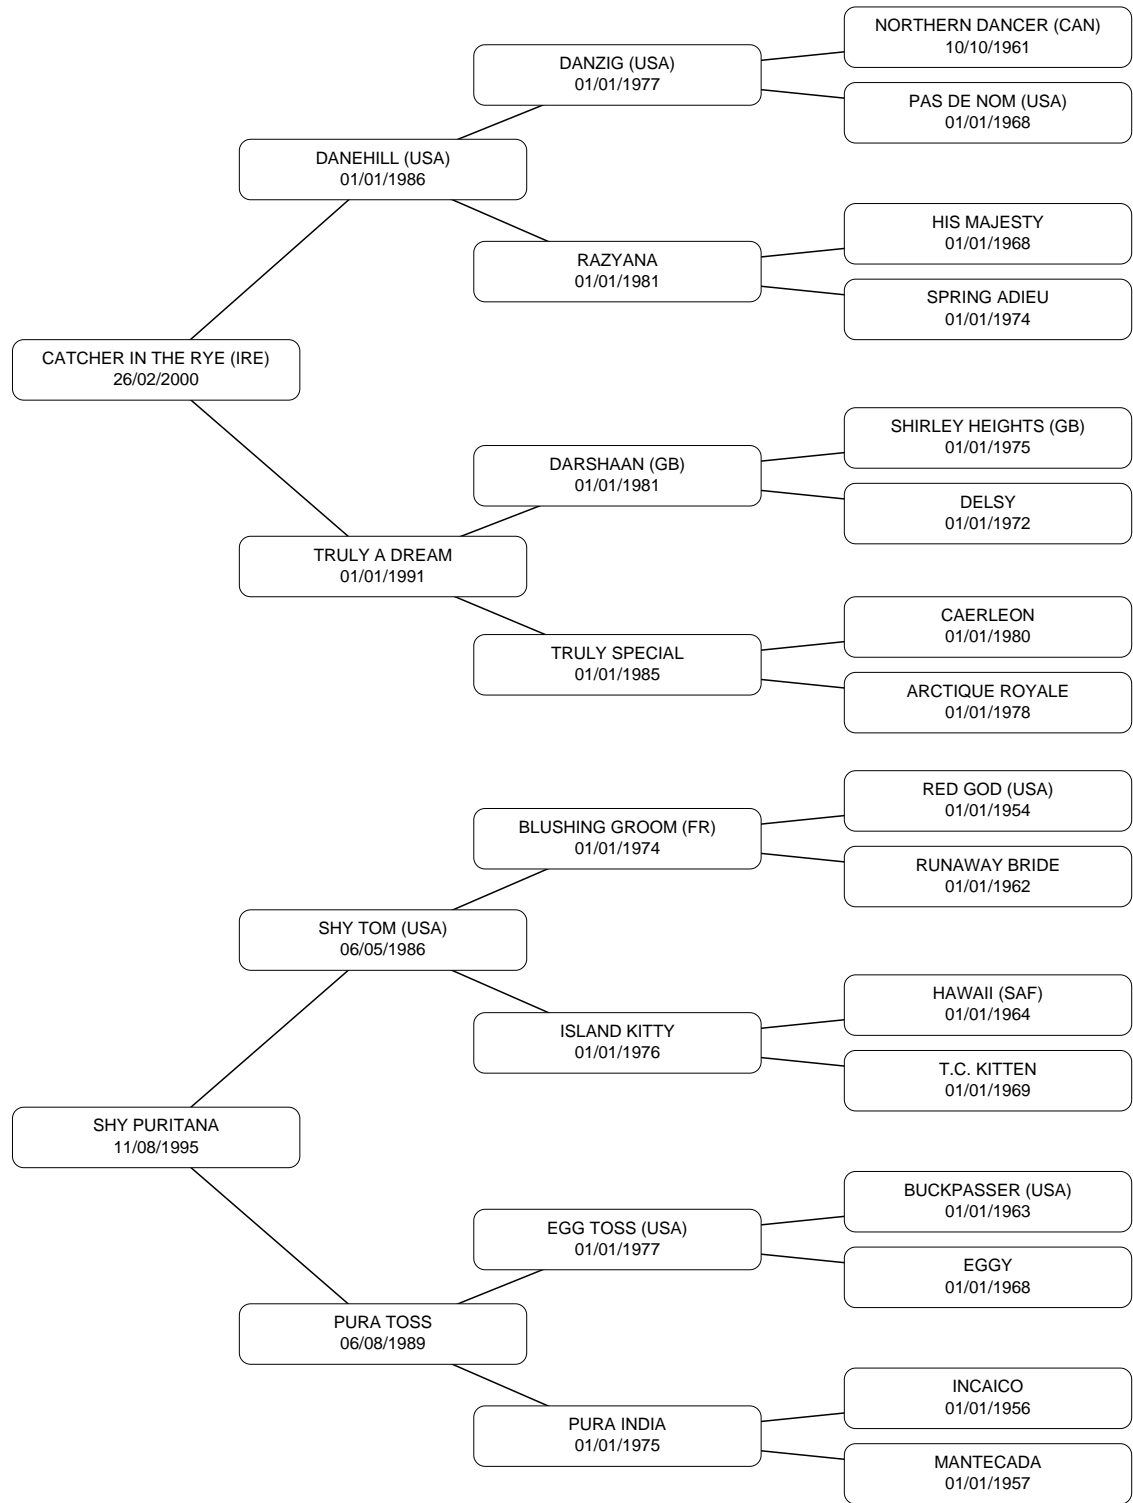 NORTHERN DANCER (CAN)
10/10/1961
DANZIG (USA)
01/01/1977
PAS DE NOM (USA)
01/01/1968
DANEHILL (USA)
01/01/1986
HIS MAJESTY
01/01/1968
RAZYANA
01/01/1981
SPRING ADIEU
01/01/1974
CATCHER IN THE RYE (IRE)
26/02/2000
SHIRLEY HEIGHTS (GB)
01/01/1975
DARSHAAN (GB)
01/01/1981
DELSY
01/01/1972
TRULY A DREAM
01/01/1991
CAERLEON
01/01/1980
TRULY SPECIAL
01/01/1985
ARCTIQUE ROYALE
01/01/1978
RED GOD (USA)
01/01/1954
BLUSHING GROOM (FR)
01/01/1974
RUNAWAY BRIDE
01/01/1962
SHY TOM (USA)
06/05/1986
HAWAII (SAF)
01/01/1964
ISLAND KITTY
01/01/1976
T.C. KITTEN
01/01/1969
SHY PURITANA
11/08/1995
BUCKPASSER (USA)
01/01/1963
EGG TOSS (USA)
01/01/1977
EGGY
01/01/1968
PURA TOSS
06/08/1989
INCAICO
01/01/1956
PURA INDIA
01/01/1975
MANTECADA
01/01/1957